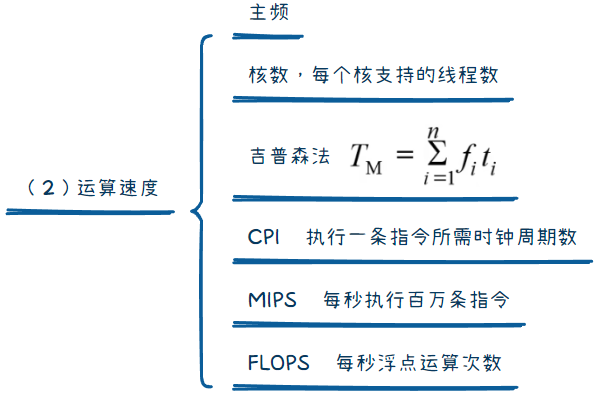 主频
核数，每个核支持的线程数
吉普森法 T_M = \sum_{i=1}^{n} f_i t_i
（2）运算速度
CPI 执行一条指令所需时钟周期数
MIPS 每秒执行百万条指令
FLOPS 每秒浮点运算次数